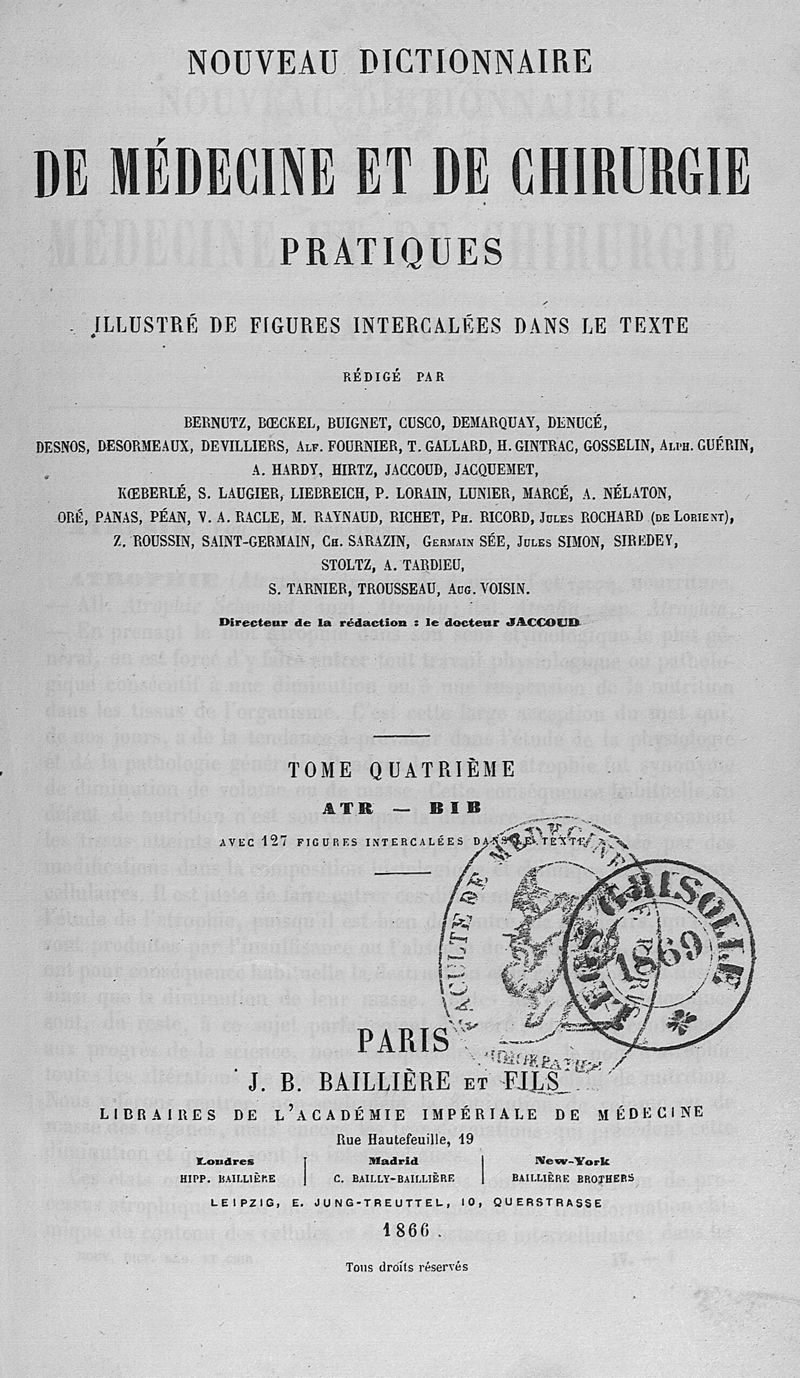 NOUVEAU DICTIONNAIRE
DE MÉDECINE ET DE CHIRURGIE
PRATIQUES
ILLUSTRÉ DE FIGURES INTERCALÉES DANS LE TEXTE
RÉDIGÉ PAR
BERNUTZ, BŒCKEL, BUIGNET, CUSCO, DEMARQUAY, DENUCÉ,
DESNOS, DESORMEAUX, DEVILLIERS, ALF. FOURNIER, T. GALLARD, H. GINTRAC, GOSSELIN, ALPH. GUÉRIN,
A. HARDY, HIRTZ, JACCOUD, JACQUEMET,
KŒBERLÉ, S. LAUGIER, LIEBREICH, P. LORAIN, LUNIER, MARCÉ, A. NÉLATON,
ORÉ, PANAS, PÉAN, V. A. RACLE, M. RAYNAUD, RICHET, PH. RICORD, JULES ROCHARD (DE LORIENT),
Z. ROUSSIN, SAINT-GERMAIN, CH. SARAZIN, GERMAIN SÉE, JULES SIMON, SIREDEY,
STOLTZ, A. TARDIEU,
S. TARNIER, TROUSSEAU, AUG. VOISIN.
Directeur de la rédaction : le docteur JACCOUD
TOME QUATRIÈME
ATR — BIB
AVEC 127 FIGURES INTERCALÉES DANS LE TEXTE
FACULTÉ DE MEDECINE
LEGS GRISOLLE
1869
PARIS
J. B. BAILLIÈRE ET FILS
LIBRAIRES DE L'ACADÉMIE IMPÉRIALE DE MÉDECINE
Rue Hautefeuille, 19
Londres Madrid New-York
HIPP. BAILLIÈRE C. BAILLY-BAILLIÈRE BAILLIÈRE BROTHERS
LEIPZIG, E. JUNG-TREUTTEL, 10, QUERSTRASSE
1866
Tous droits réservés